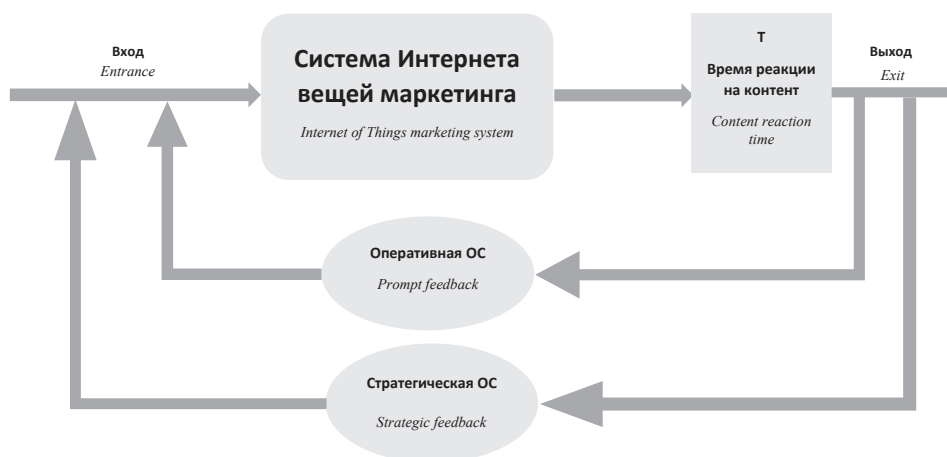 Вход
Entrance
Система Интернета
вещей маркетинга
Internet of Things marketing system
T
Время реакции
на контент
Content reaction
time
Выход
Exit
Оперативная ОС
Prompt feedback
Стратегическая ОС
Strategic feedback